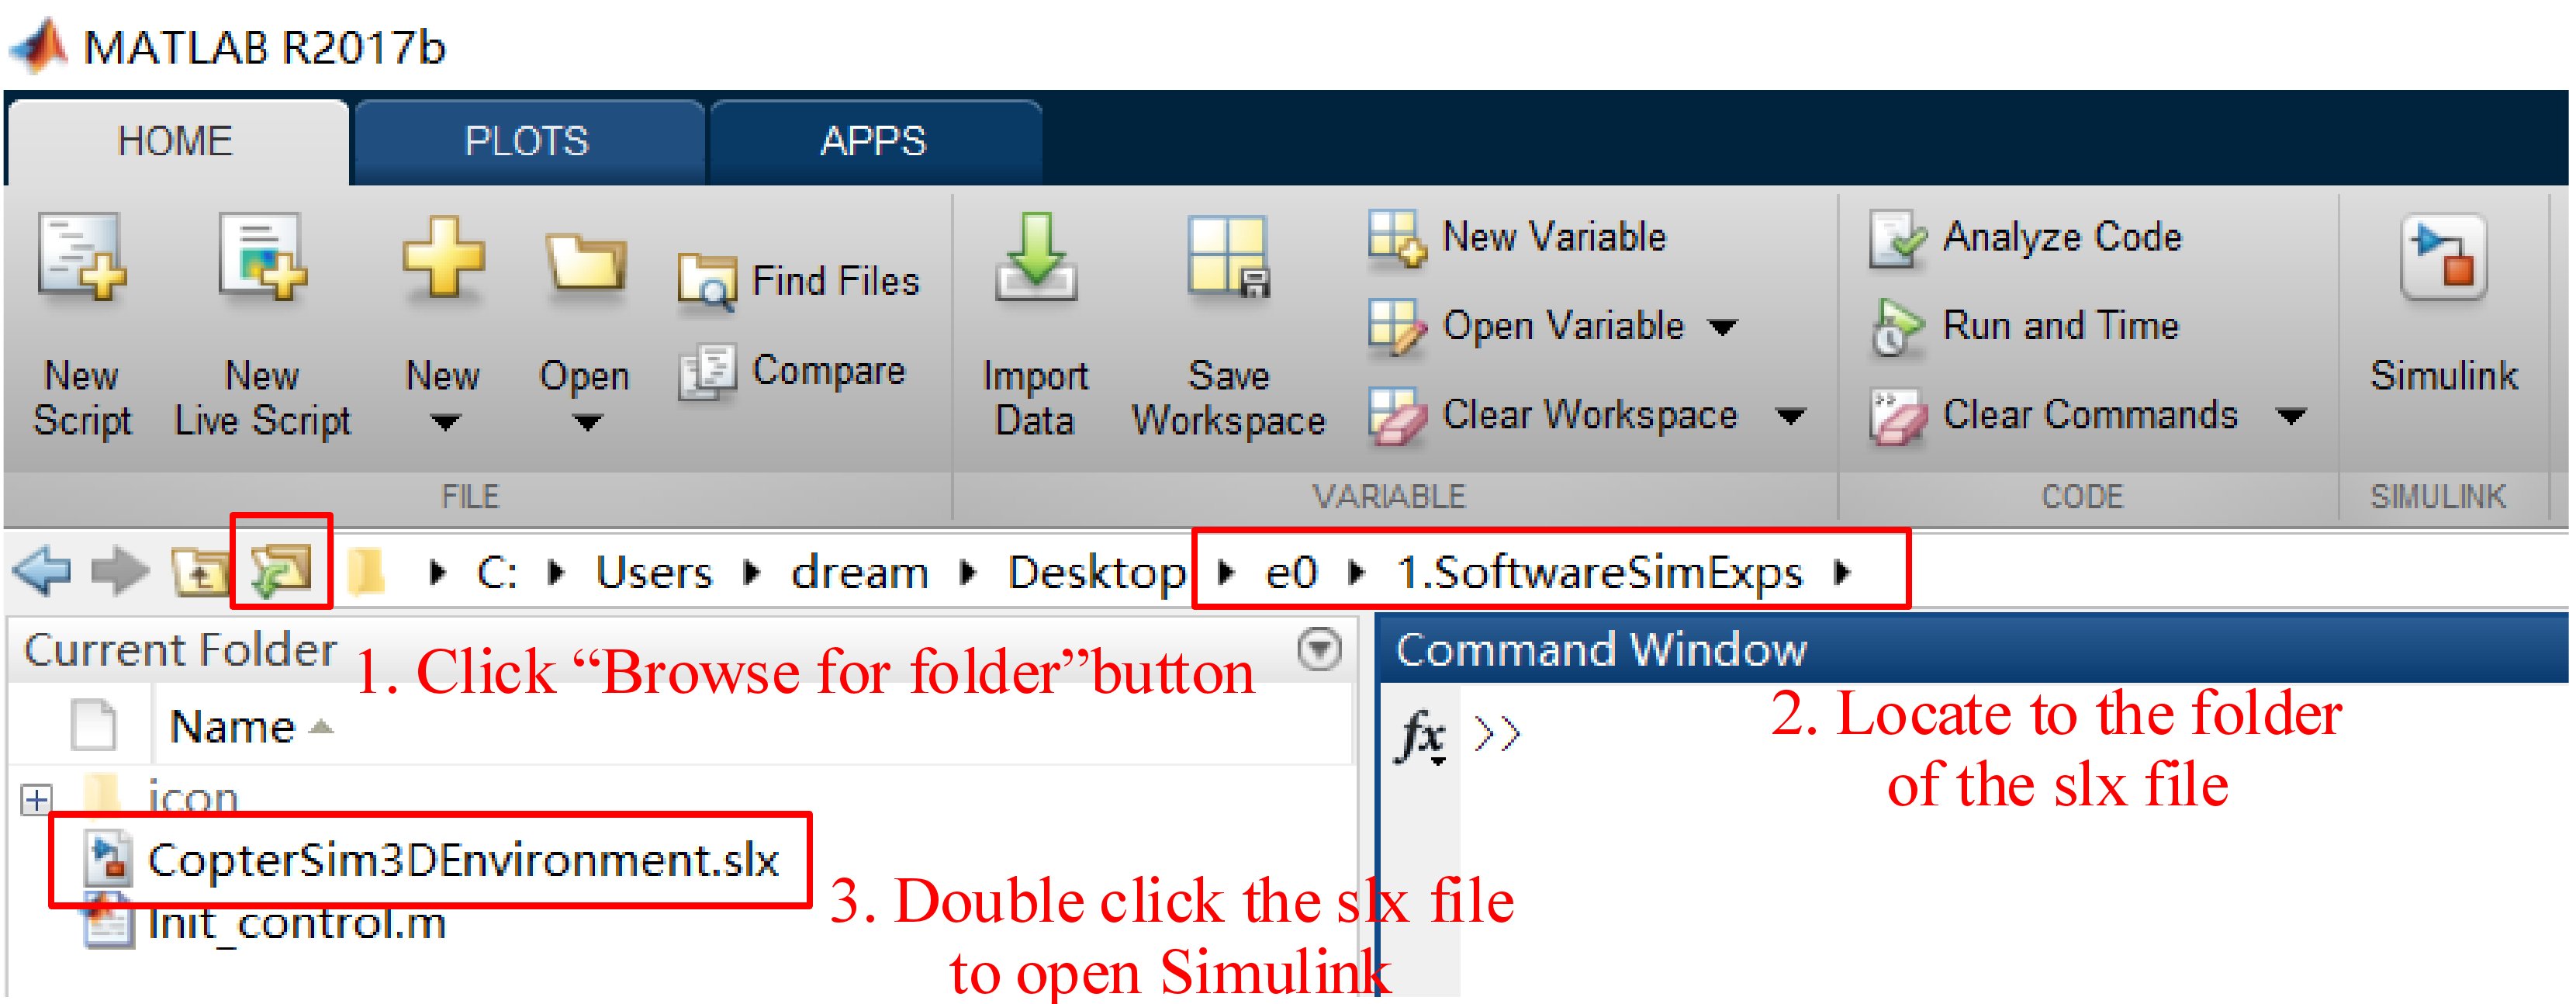 MATLAB R2017b
HOME PLOTS APPS
New Script
New Live Script
New
Open
Find Files
Compare
Import Data
Save Workspace
New Variable
Open Variable
Clear Workspace
Analyze Code
Run and Time
Clear Commands
Simulink
FILE VARIABLE CODE SIMULINK
C: Users dream Desktop e0 1.SoftwareSimExps
Current Folder
1. Click “Browse for folder”button
Name
icon
CopterSim3DEnvironment.slx
Init_control.m
3. Double click the slx file
to open Simulink
Command Window
fx >>
2. Locate to the folder
of the slx file